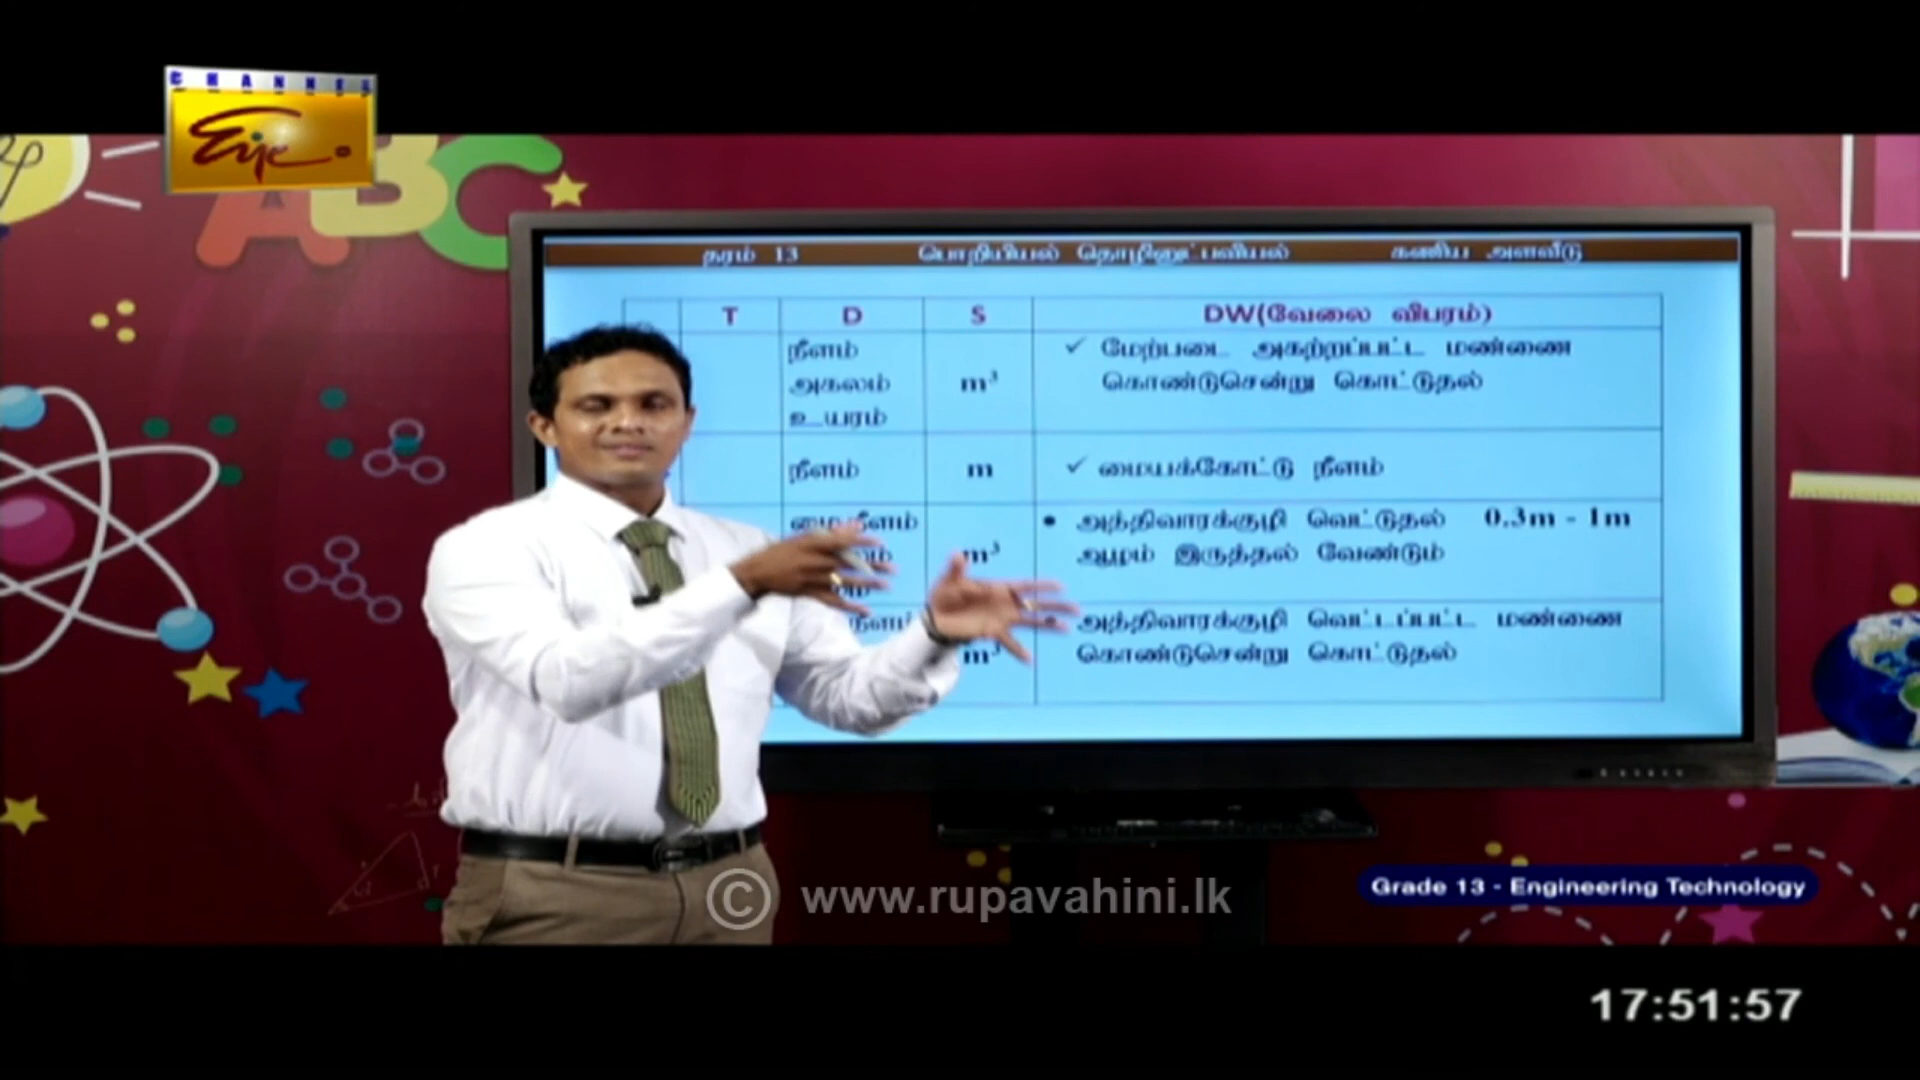 CHANNEL
Eye
ABC
தரம் 13 பொறியியல் தொழினுட்பவியல் கணிய அளவீடு
T D S DW(வேலை விபரம்)
நீளம்
அகலம்
உயரம்
m³
✓ மேற்படை அகற்றப்பட்ட மண்ணை
கொண்டுசென்று கொட்டுதல்
நீளம் m ✓ மையக்கோட்டு நீளம்
மைய நீளம்
m³
• அத்திவாரக்குழி வெட்டுதல் 0.3m - 1m
ஆழம் இருத்தல் வேண்டும்
நீளம்
m³
அத்திவாரக்குழி வெட்டப்பட்ட மண்ணை
கொண்டுசென்று கொட்டுதல்
Grade 13 - Engineering Technology
© www.rupavahini.lk
17:51:57